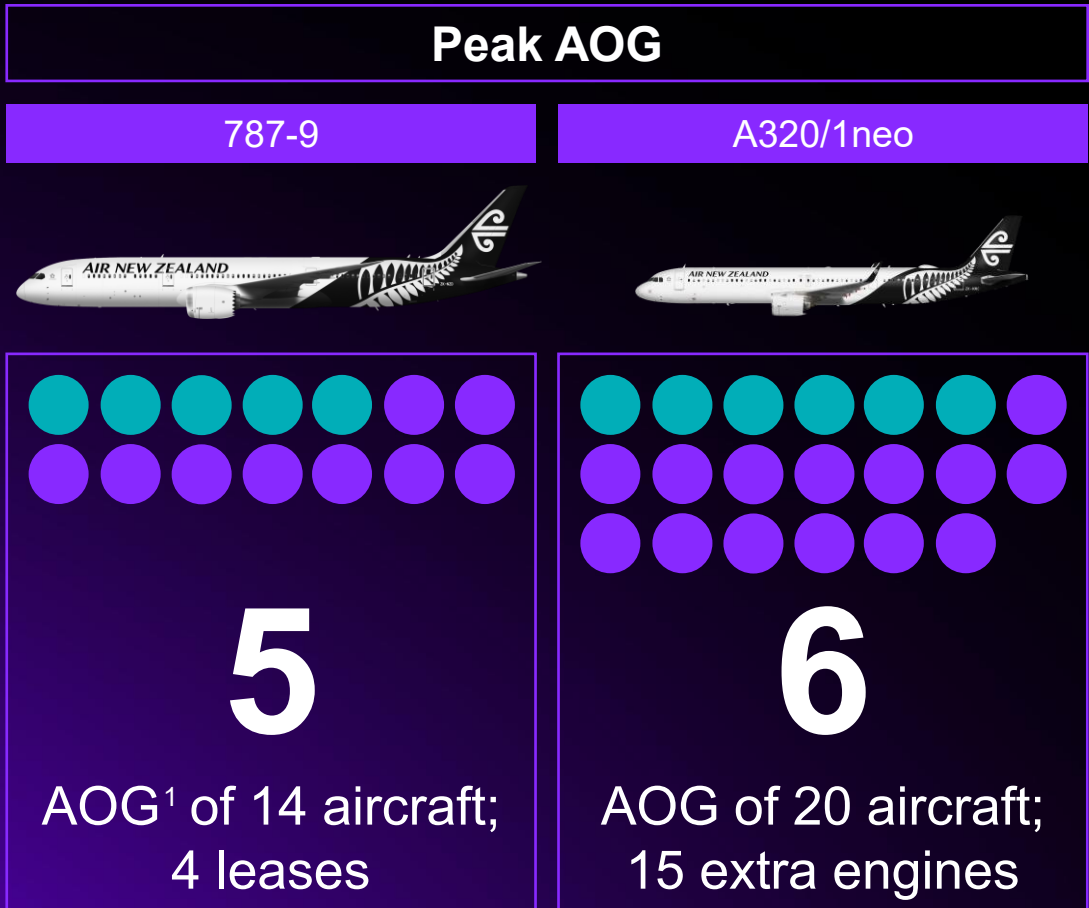 Peak AOG
787-9
A320/1neo
AIR NEW ZEALAND
AIR NEW ZEALAND
5
AOG¹ of 14 aircraft;
4 leases
6
AOG of 20 aircraft;
15 extra engines